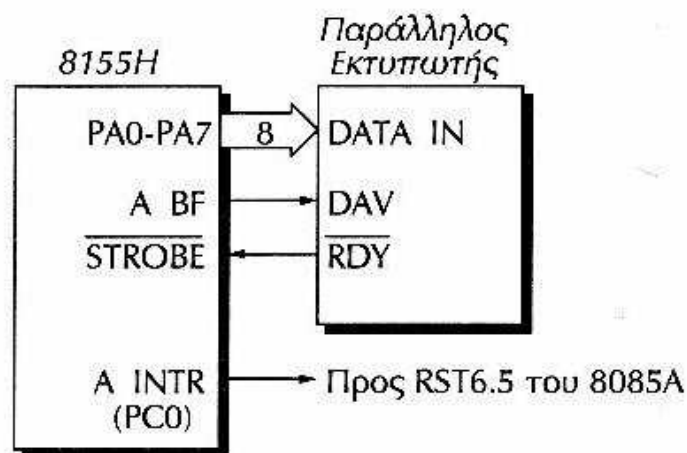 8155H
Παράλληλος
Εκτυπωτής
PA0-PA7
8
DATA IN
A BF
DAV
STROBE
RDY
A INTR
(PC0)
Προς RST6.5 του 8085A